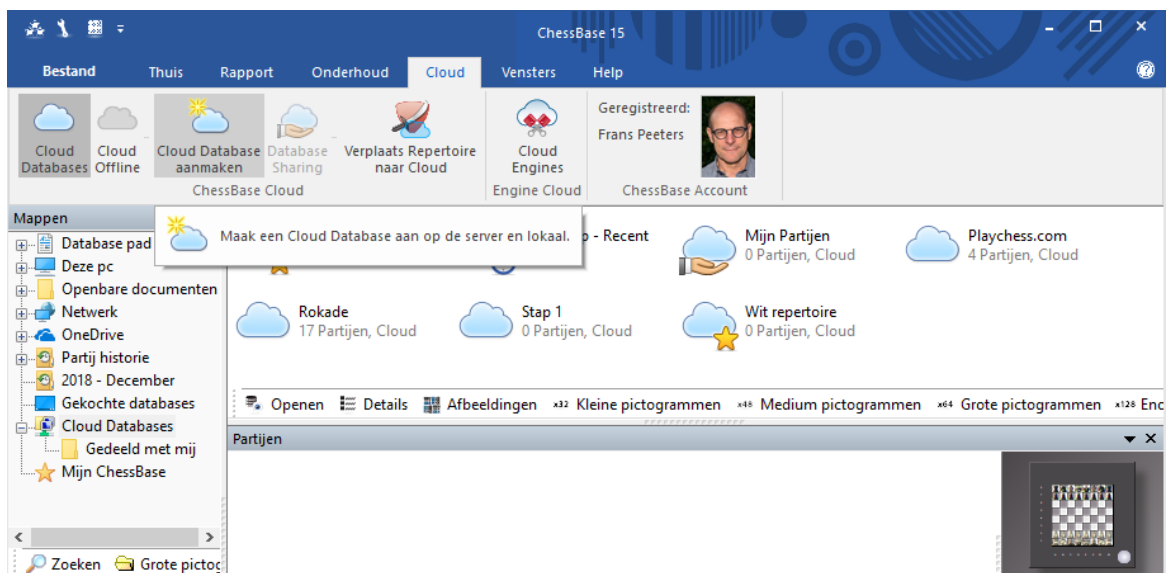 ChessBase 15
Bestand Thuis Rapport Onderhoud Cloud Vensters Help
Cloud Databases
Cloud Offline
Cloud Database aanmaken
Database Sharing
Verplaats Repertoire naar Cloud
Cloud Engines
Geregistreerd:
Frans Peeters
ChessBase Cloud
Engine Cloud
ChessBase Account
Mappen
Maak een Cloud Database aan op de server en lokaal.
Database pad
Deze pc
Openbare documenten
Netwerk
OneDrive
Partij historie
2018 - December
Gekochte databases
Cloud Databases
Gedeeld met mij
Mijn ChessBase
Zoeken Grote
- Recent
Mijn Partijen
0 Partijen, Cloud
Playchess.com
4 Partijen, Cloud
Rokade
17 Partijen, Cloud
Stap 1
0 Partijen, Cloud
Wit repertoire
0 Partijen, Cloud
Openen Details Afbeeldingen x32 Kleine pictogrammen x48 Medium pictogrammen x64 Grote pictogrammen x128
Partijen